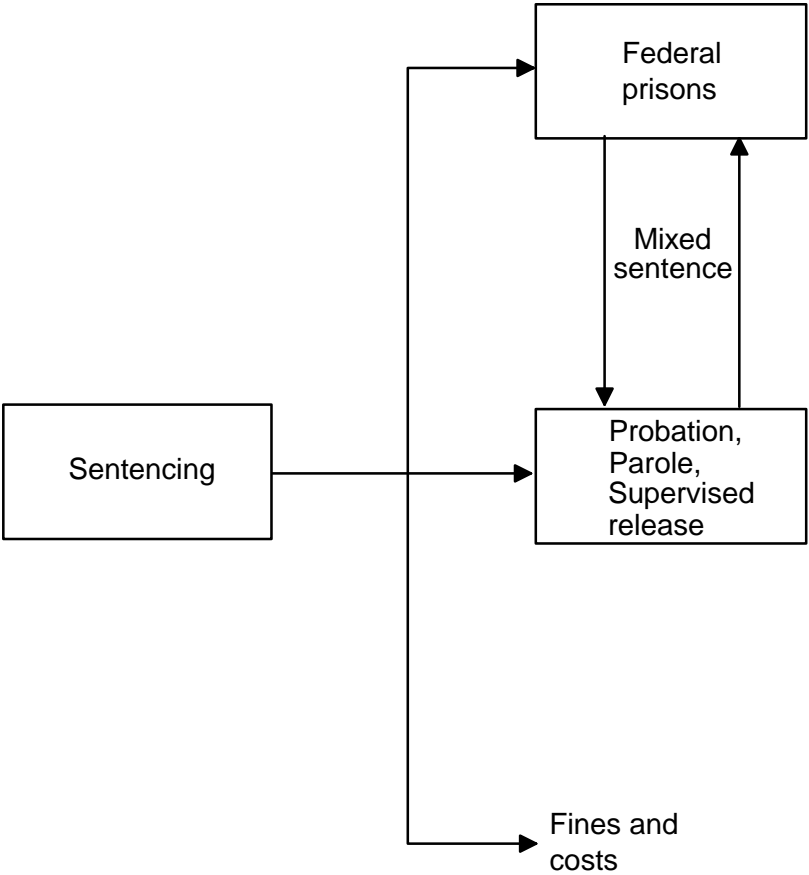 Federal
prisons
Mixed
sentence
Sentencing
Probation,
Parole,
Supervised
release
Fines and
costs